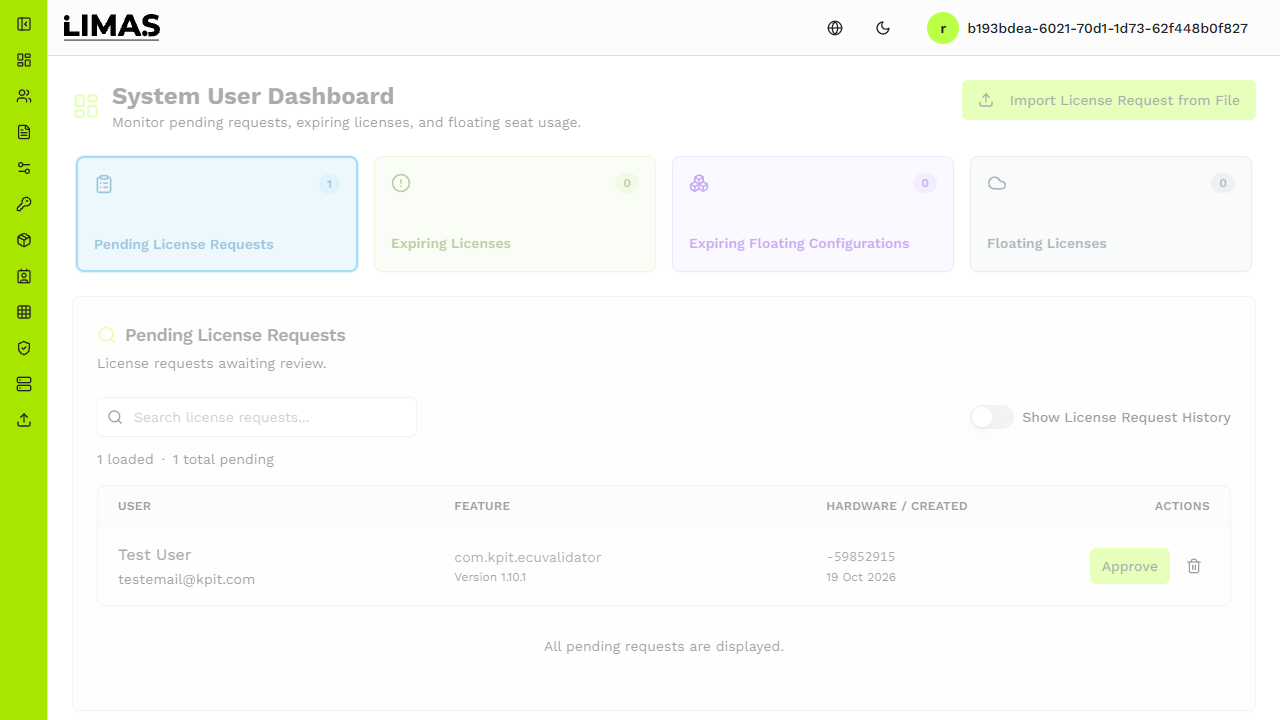 LIMAS
r
b193bdea-6021-70d1-1d73-62f448b0f827
System User Dashboard
Monitor pending requests, expiring licenses, and floating seat usage.
Import License Request from File
1
Pending License Requests
0
Expiring Licenses
0
Expiring Floating Configurations
0
Floating Licenses
Pending License Requests
License requests awaiting review.
Search license requests...
Show License Request History
1 loaded · 1 total pending
USER FEATURE HARDWARE / CREATED ACTIONS
Test User
testemail@kpit.com
com.kpit.ecuvalidator
Version 1.10.1
-59852915
19 Oct 2026
Approve
All pending requests are displayed.